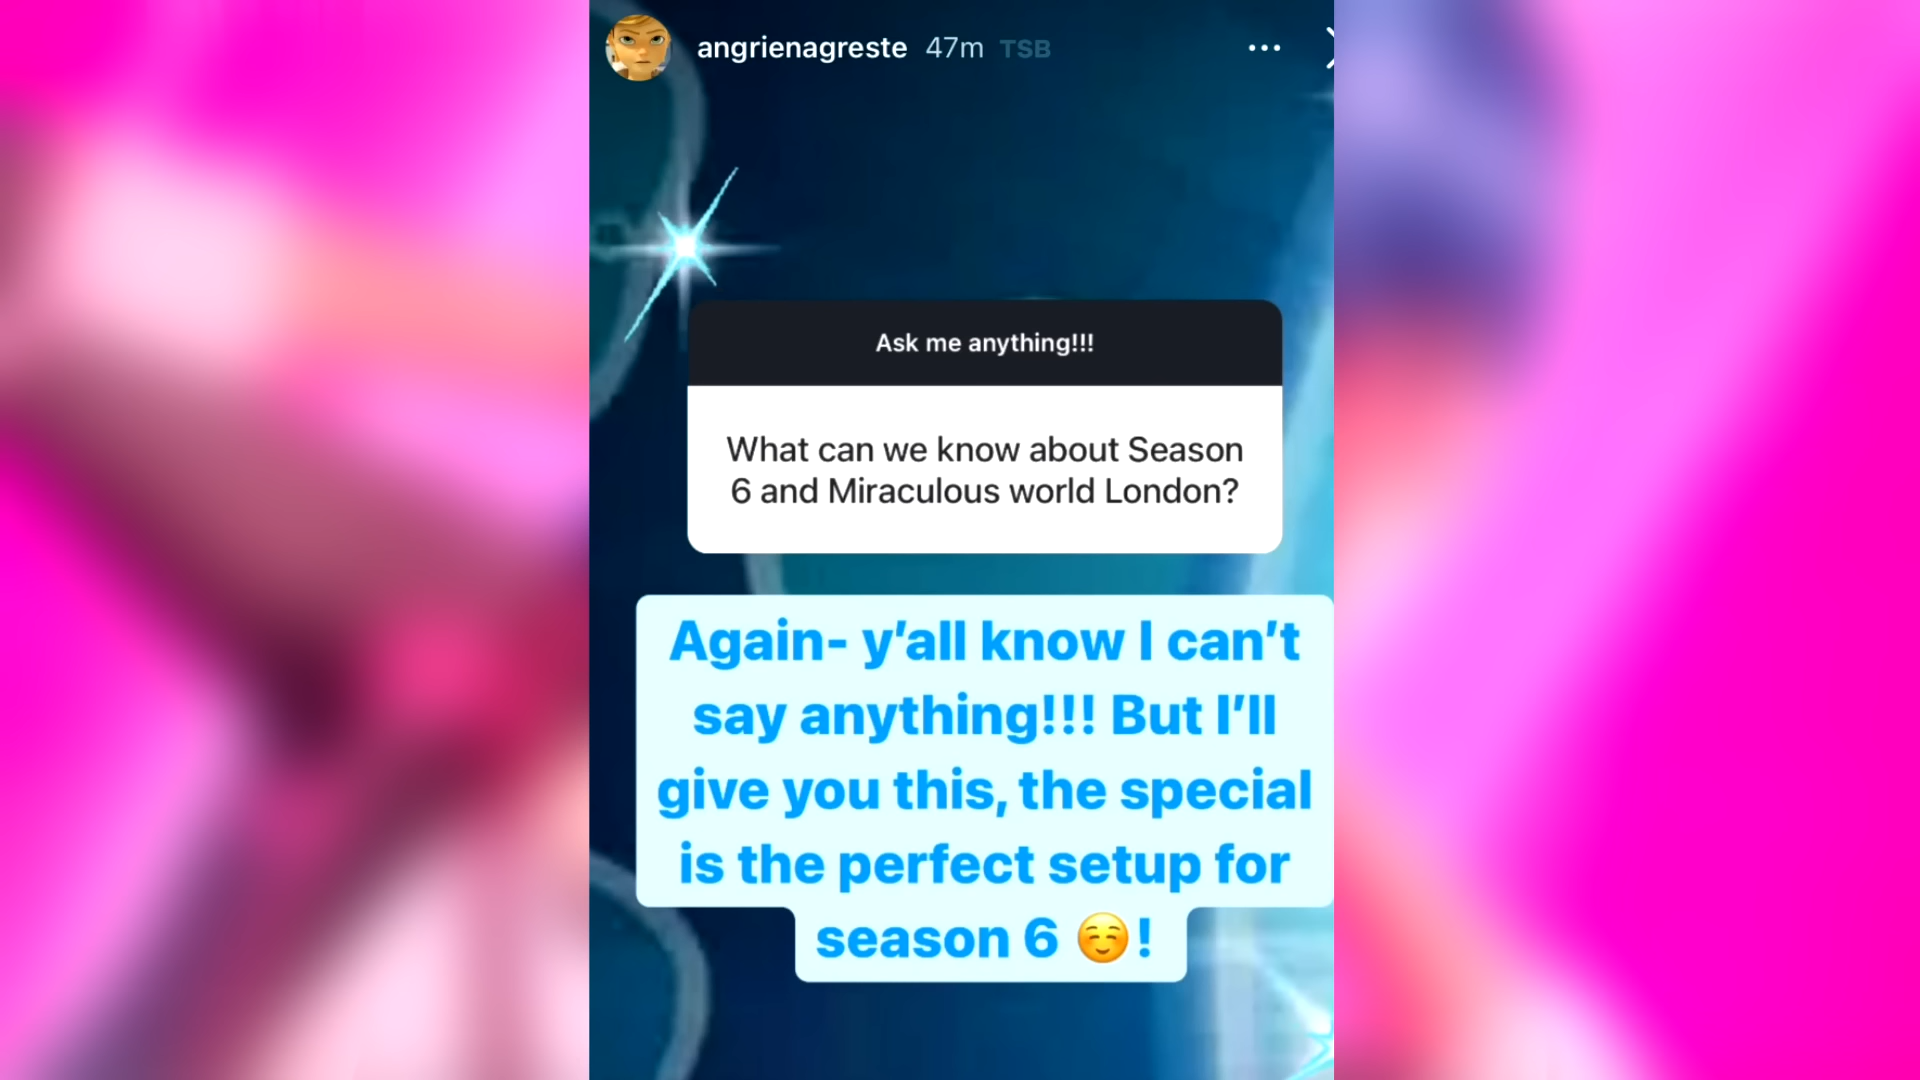 angrienagreste 47m TSB
Ask me anything!!!
What can we know about Season
6 and Miraculous world London?
Again- y’all know I can’t
say anything!!! But I’ll
give you this, the special
is the perfect setup for
season 6 ☺️!